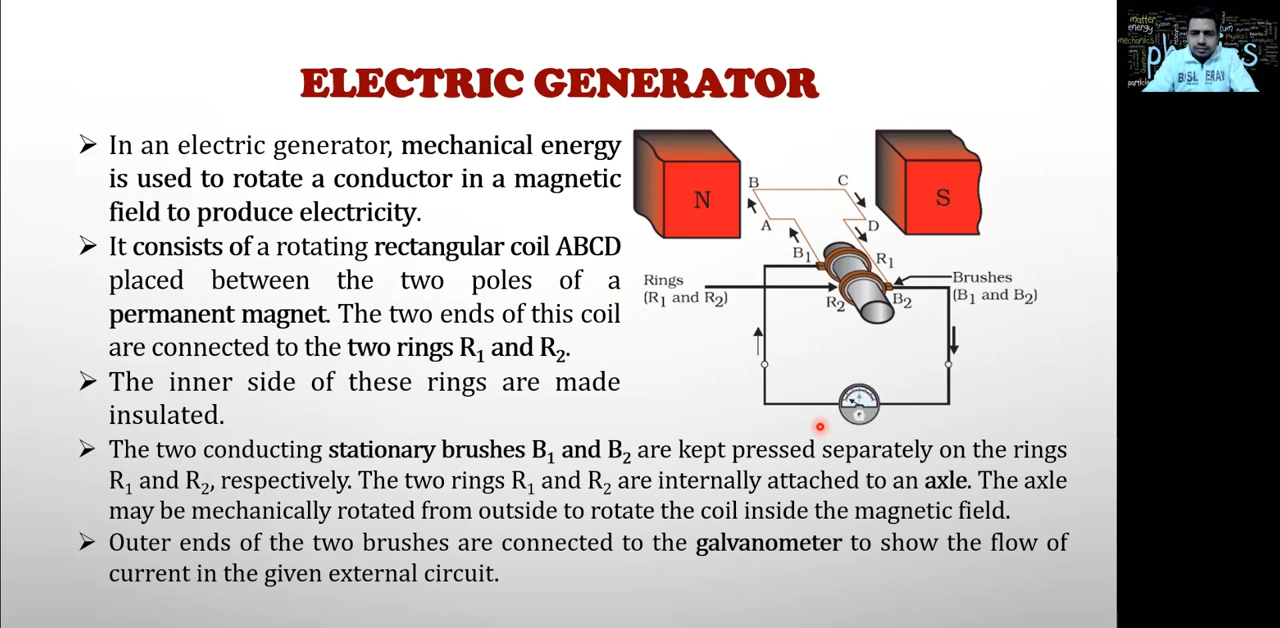 ELECTRIC GENERATOR
➢ In an electric generator, mechanical energy
is used to rotate a conductor in a magnetic
field to produce electricity.
➢ It consists of a rotating rectangular coil ABCD
placed between the two poles of a
permanent magnet. The two ends of this coil
are connected to the two rings R₁ and R₂.
➢ The inner side of these rings are made
insulated.
➢ The two conducting stationary brushes B₁ and B₂ are kept pressed separately on the rings
R₁ and R₂, respectively. The two rings R₁ and R₂ are internally attached to an axle. The axle
may be mechanically rotated from outside to rotate the coil inside the magnetic field.
➢ Outer ends of the two brushes are connected to the galvanometer to show the flow of
current in the given external circuit.
N
S
B
C
A
D
B₁
R₁
Rings
(R₁ and R₂)
R₂
B₂
Brushes
(B₁ and B₂)
matter
energy
mechanics
particle